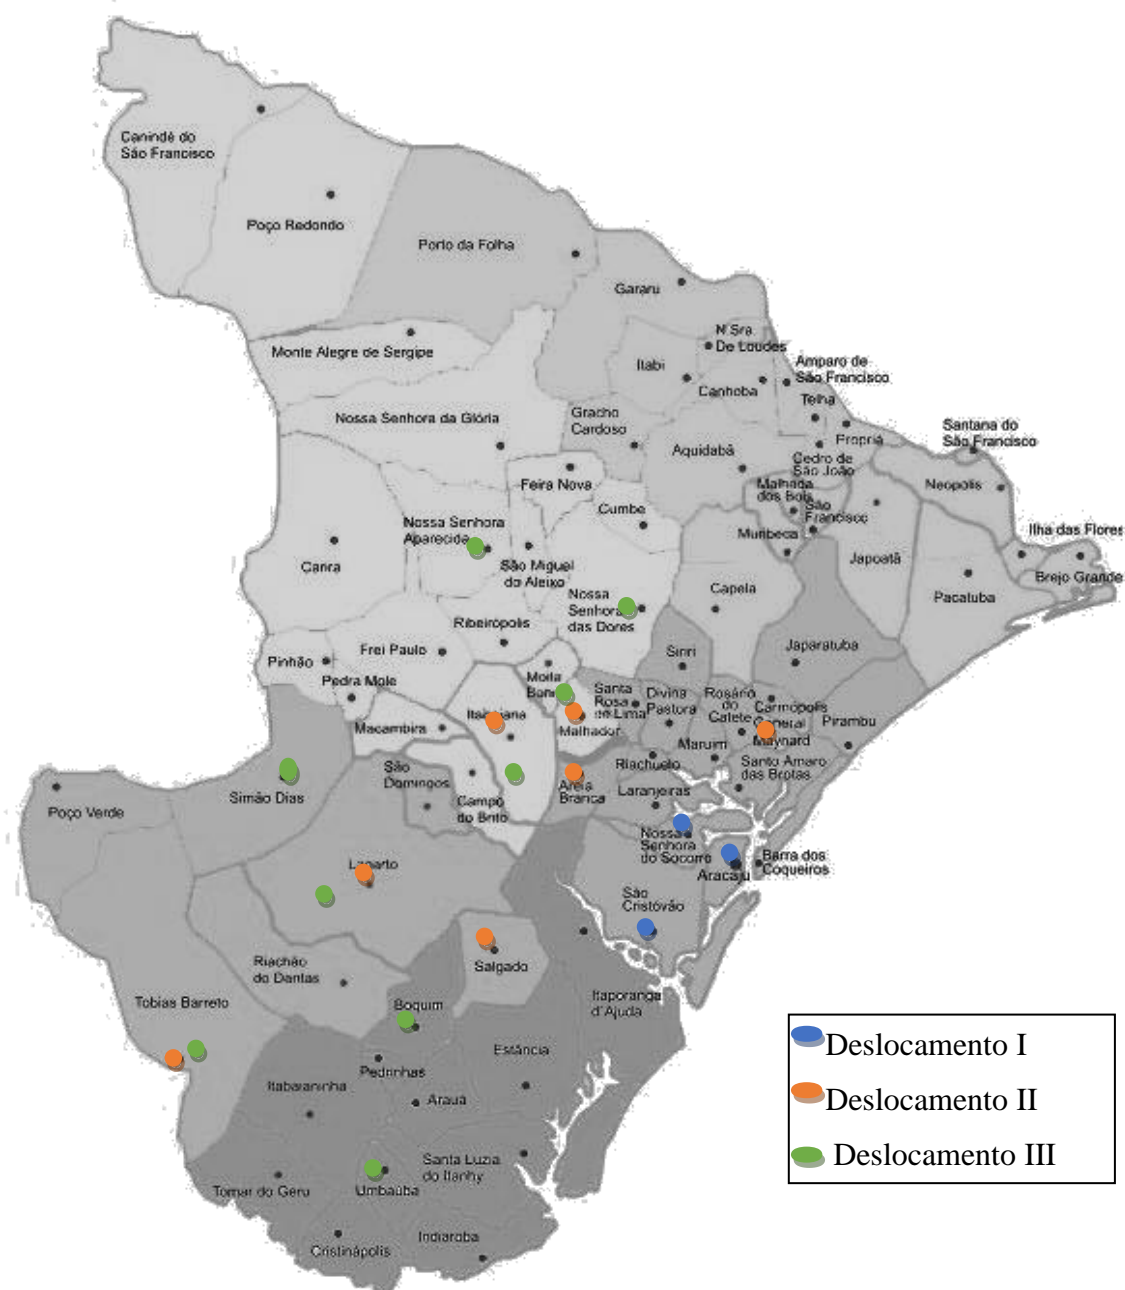 Canindé do
São Francisco
Poço Redondo
Porto da Folha
Gararu
Monte Alegre de Sergipe
N Sra
De Loudes
Itabi
Amparo de
São Francisco
Canhoba
Telha
Nossa Senhora da Glória
Gracho
Cardoso
Propriá
Santana do
São Francisco
Aquidabã
Cedro de
São João
Feira Nova
Malhada
dos Bois
Neopolis
Cumbe
São
Francisco
Nossa Senhora
Aparecida
Muribeca
Ilha das Flores
Carira
São Miguel
do Aleixo
Japoatã
Brejo Grande
Nossa
Senhora
das Dores
Capela
Pacatuba
Ribeirópolis
Frei Paulo
Siriri
Japaratuba
Pinhão
Pedra Mole
Moita
Santa
Rosa
de Lima
Divina
Pastora
Rosário
do
Catete
Carmópolis
General
Maynard
Pirambu
Macambira
Malhador
Maruim
Riachuelo
Santo Amaro
das Brotas
São
Domingos
Simão Dias
Areia
Branca
Laranjeiras
Poço Verde
Campo
do Brito
Nossa
Senhora
do Socorro
Barra dos
Coqueiros
Aracaju
Lagarto
São
Cristóvão
Riachão
do Dantas
Salgado
Tobias Barreto
Boquim
Itaporanga
d'Ajuda
Estância
Pedrinhas
Itabaianinha
Arauá
Santa Luzia
do Itanhy
Tomar do Geru
Umbaúba
Indiaroba
Cristinápolis
Deslocamento I
Deslocamento II
Deslocamento III